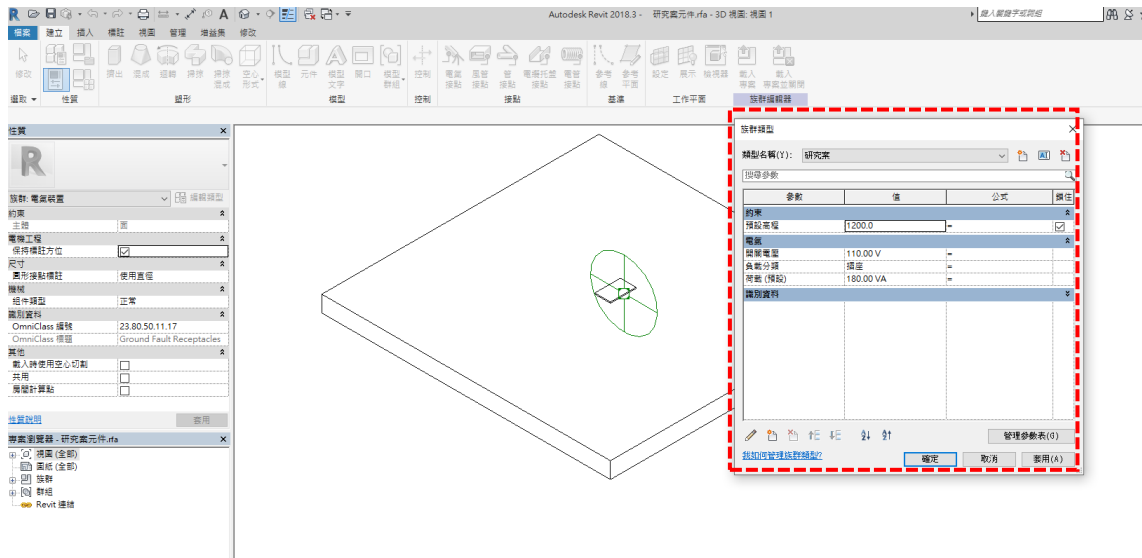 Autodesk Revit 2018.3 - 研究案元件.rfa - 3D 視圖: 視圖 1
鍵入關鍵字或詞組
檔案 建立 插入 標註 視圖 管理 增益集 修改
修改 擠出 混成 迴轉 掃掠 掃掠混成 空心形式 模型線 元件 模型文字 開口 模型群組 控制 電氣接點 風管接點 管接點 電纜托盤接點 電管接點 參考線 參考平面 設定 展示 檢視器 載入專案 載入專案並關閉
選取 性質 塑形 模型 控制 接點 基準 工作平面 族群編輯器
性質
族群: 電氣裝置 編輯類型
約束
主體 面
電機工程
保持標註方位
尺寸
圓形接點標註 使用直徑
機械
組件類型 正常
識別資料
OmniClass 編號 23.80.50.11.17
OmniClass 標題 Ground Fault Receptacles
其他
載入時使用空心切割
共用
房間計算點
性質說明 套用
專案瀏覽器 - 研究案元件.rfa
視圖 (全部)
圖紙 (全部)
族群
群組
Revit 連結
族群類型
類型名稱(Y): 研究案
搜尋參數
參數 值 公式 鎖住
約束
預設高程 1200.0 =
電氣
開關電壓 110.00 V =
負載分類 插座 =
荷載 (預設) 180.00 VA =
識別資料
管理參數表(G)
我如何管理族群類型?
確定 取消 套用(A)